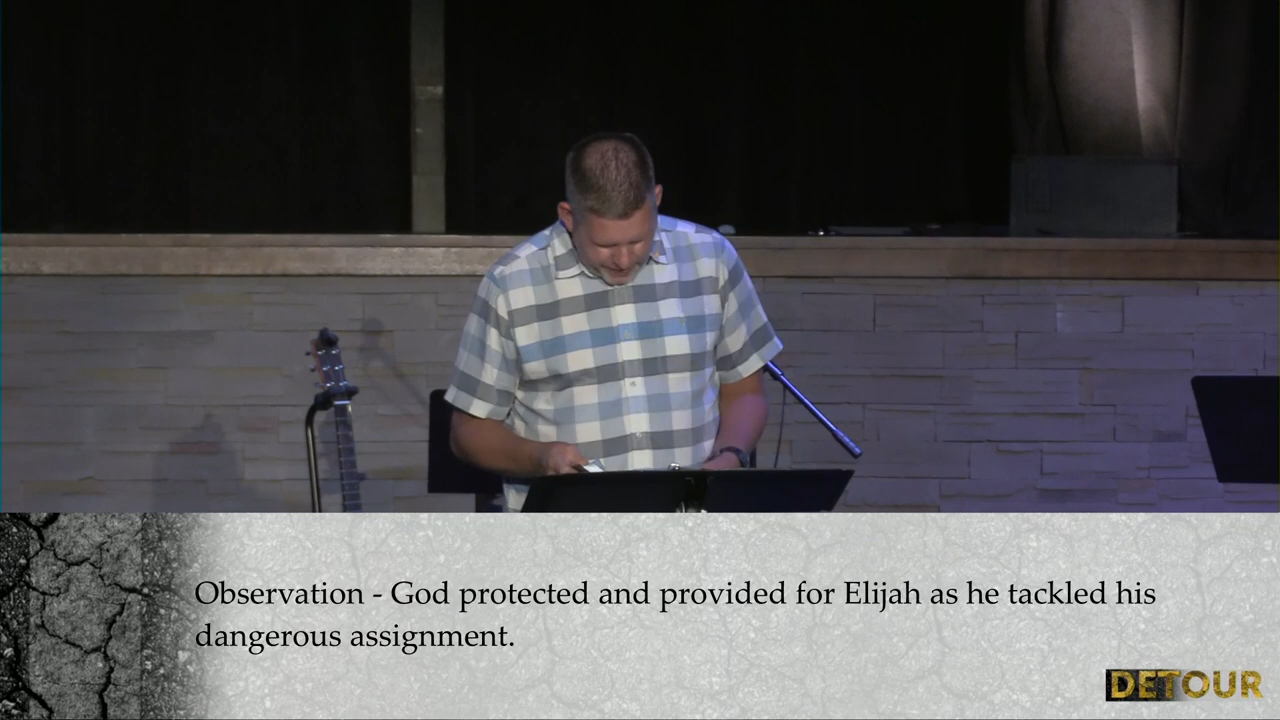 Observation - God protected and provided for Elijah as he tackled his
dangerous assignment.
DETOUR